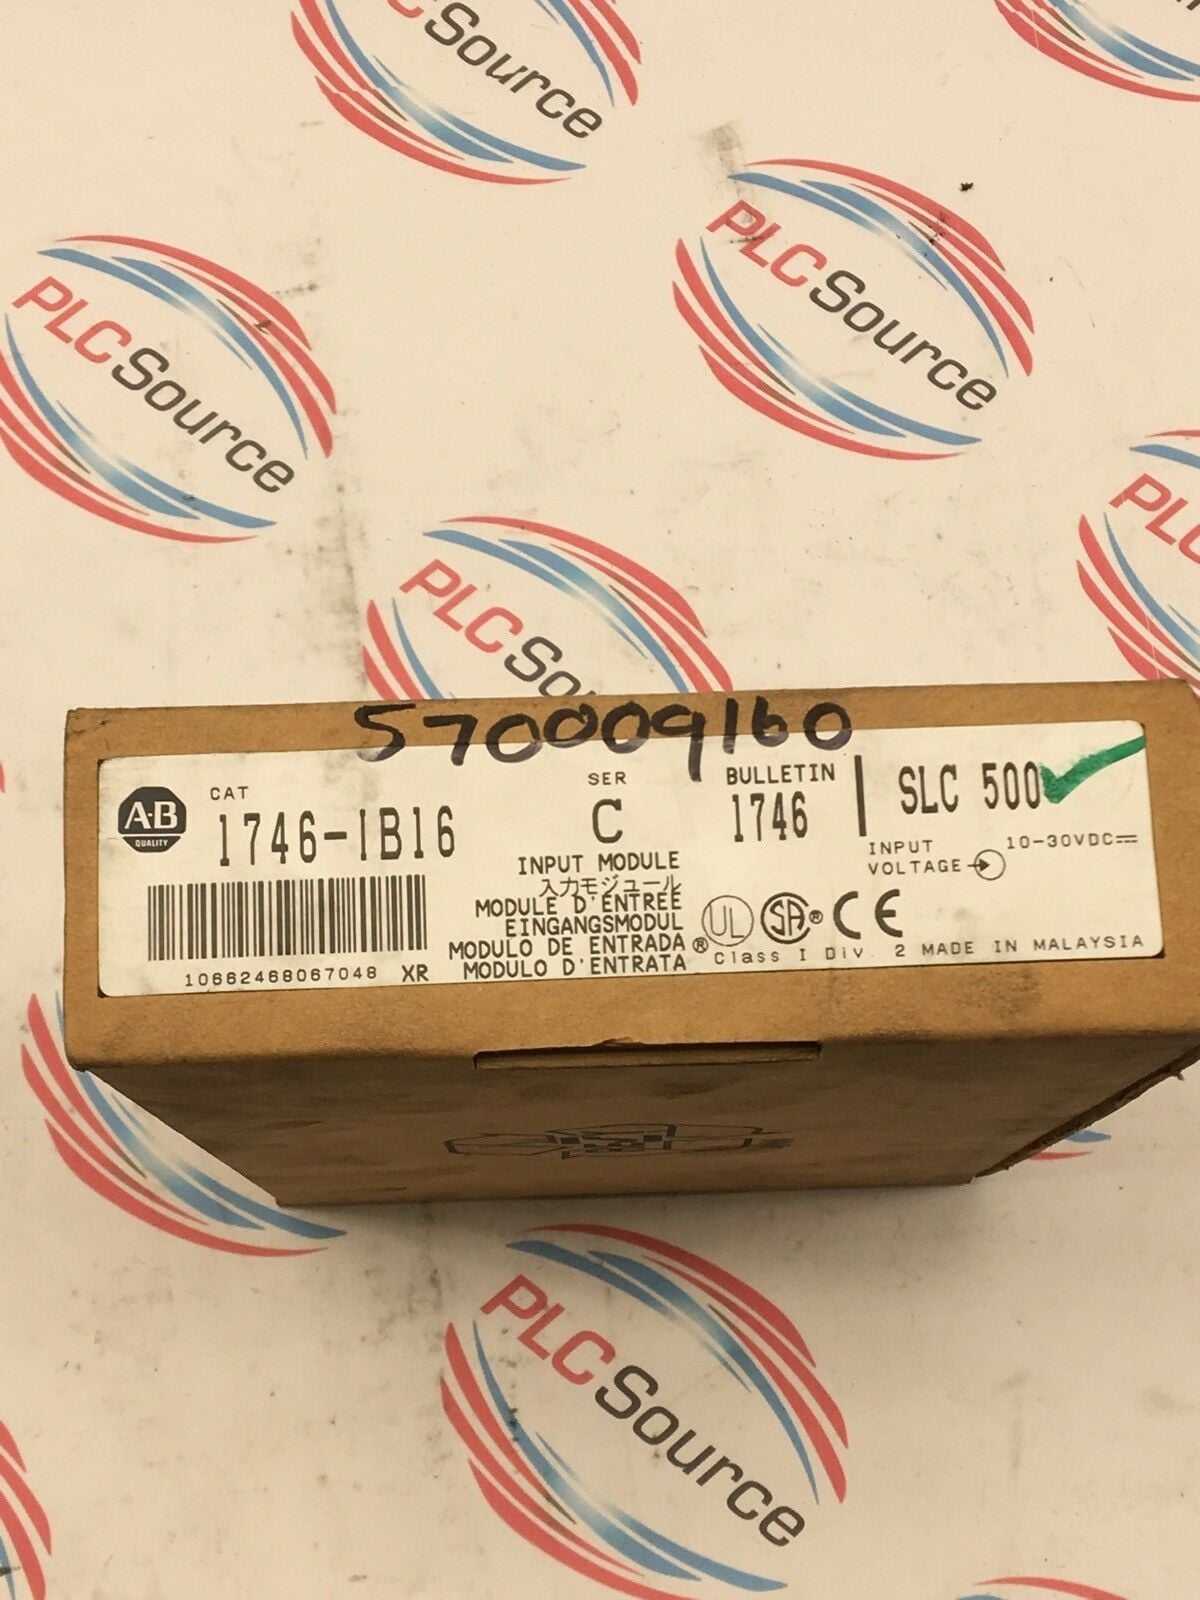 PLCSource
PLCSource
PLCSource
PLC
PLCSo
570009160
A-B
QUALITY
CAT
1746-IB16
SER
C
BULLETIN
1746
SLC 500
INPUT
VOLTAGE
10-30VDC
INPUT MODULE
入力モジュール
MODULE D'ENTREE
EINGANGSMODUL
MODULO DE ENTRADA
MODULO D'ENTRATA
10662468067048 XR
UL
®
SA
®
CE
Class I Div. 2 MADE IN MALAYSIA
PLCSource